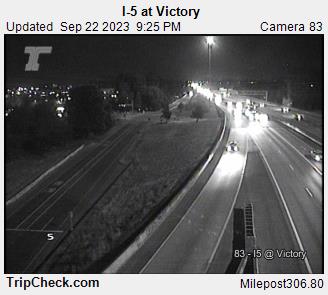 I-5 at Victory
Updated Sep 22 2023 9:25 PM Camera 83
T
S
83 - I5 @ Victory
TripCheck.com Milepost306.80